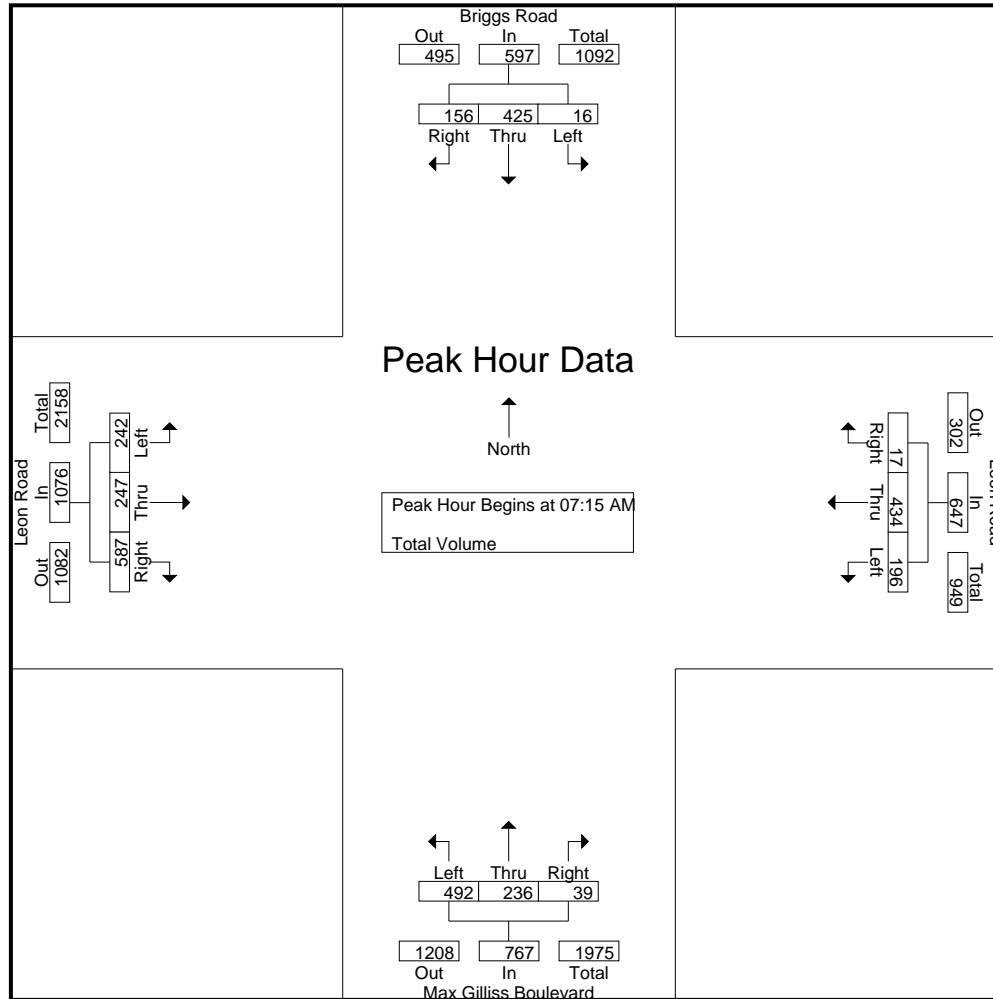 Briggs Road
Out In Total
495 597 1092
156 425 16
Right Thru Left
Peak Hour Data
North
Peak Hour Begins at 07:15 AM
Total Volume
Leon Road
Total In Out
2158 1076 1082
242 247 587
Left Thru Right
Right Thru Left
17 434 196
Out In Total
302 647 949
Left Thru Right
492 236 39
1208 767 1975
Out In Total
Max Gilliss Boulevard